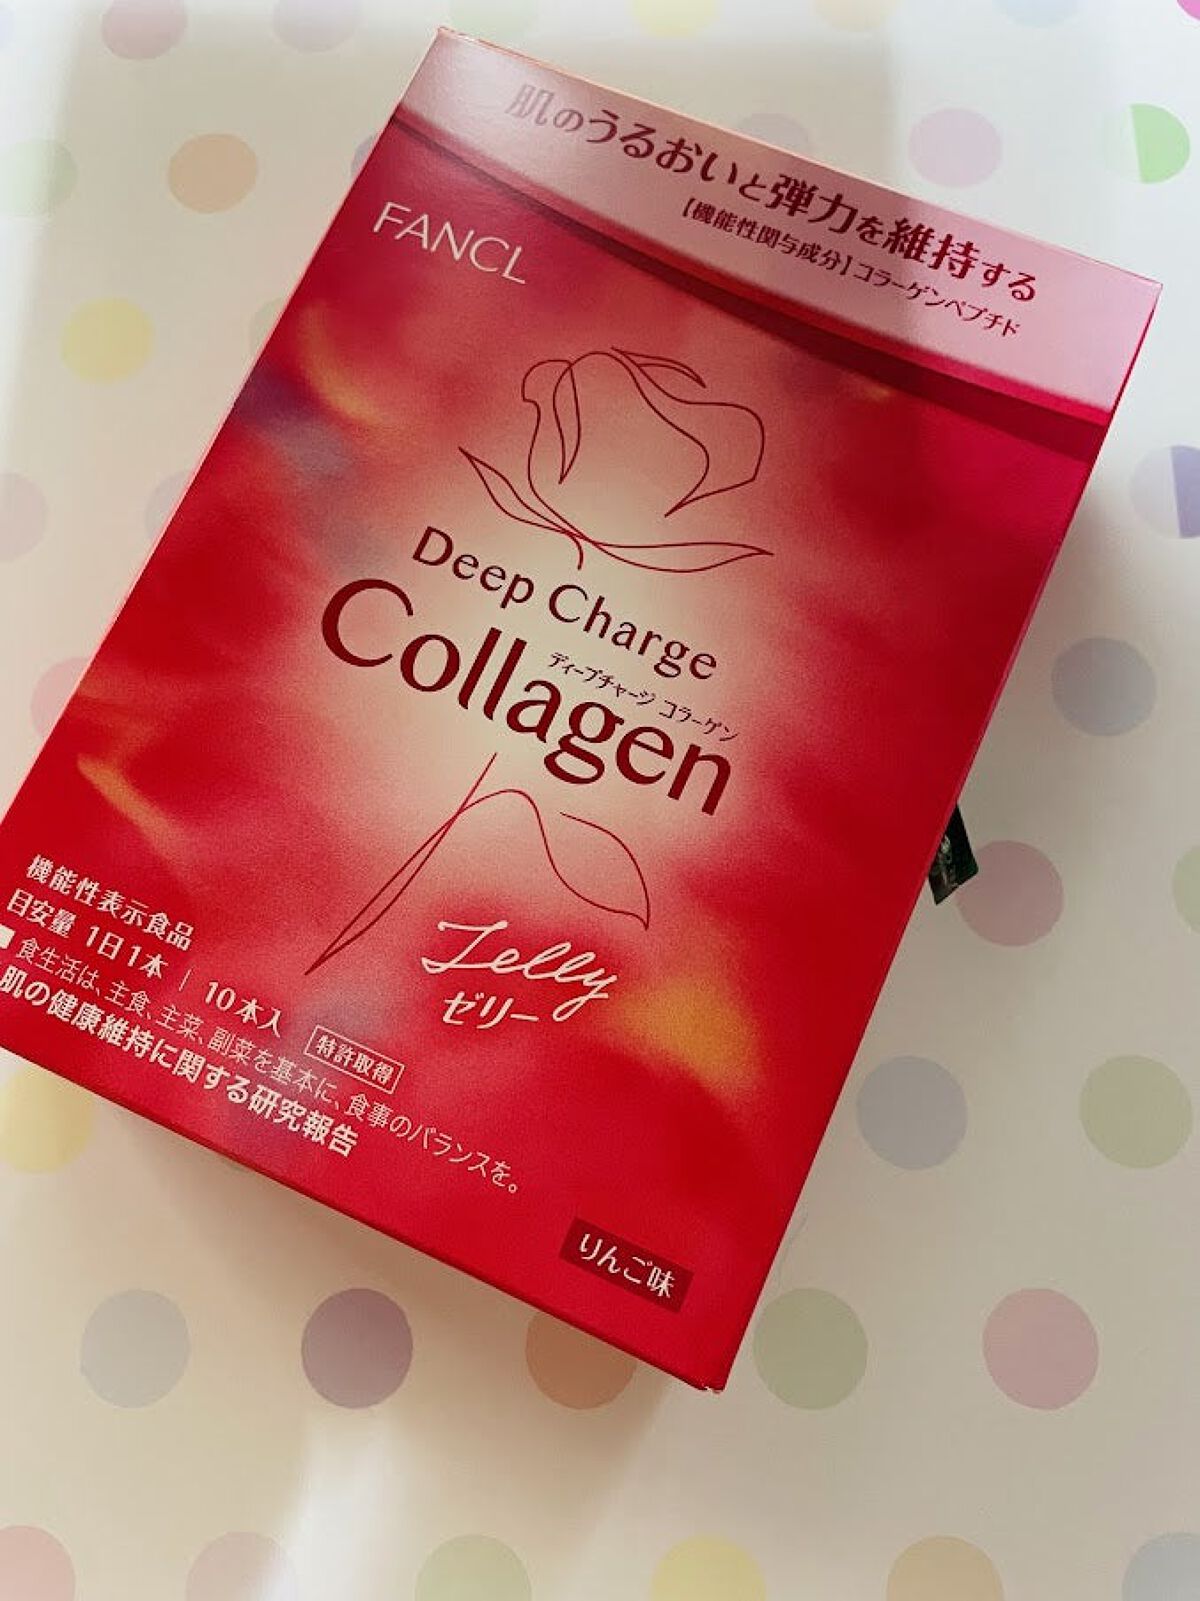 肌のうるおいと弾力を維持する
【機能性関与成分】コラーゲンペプチド
FANCL
Deep Charge
Collagen
ディープチャージ コラーゲン
Jelly
ゼリー
機能性表示食品
目安量 1日1本 | 10本入
食生活は、主食、主菜、副菜を基本に、食事のバランスを。
特許取得
肌の健康維持に関する研究報告
りんご味